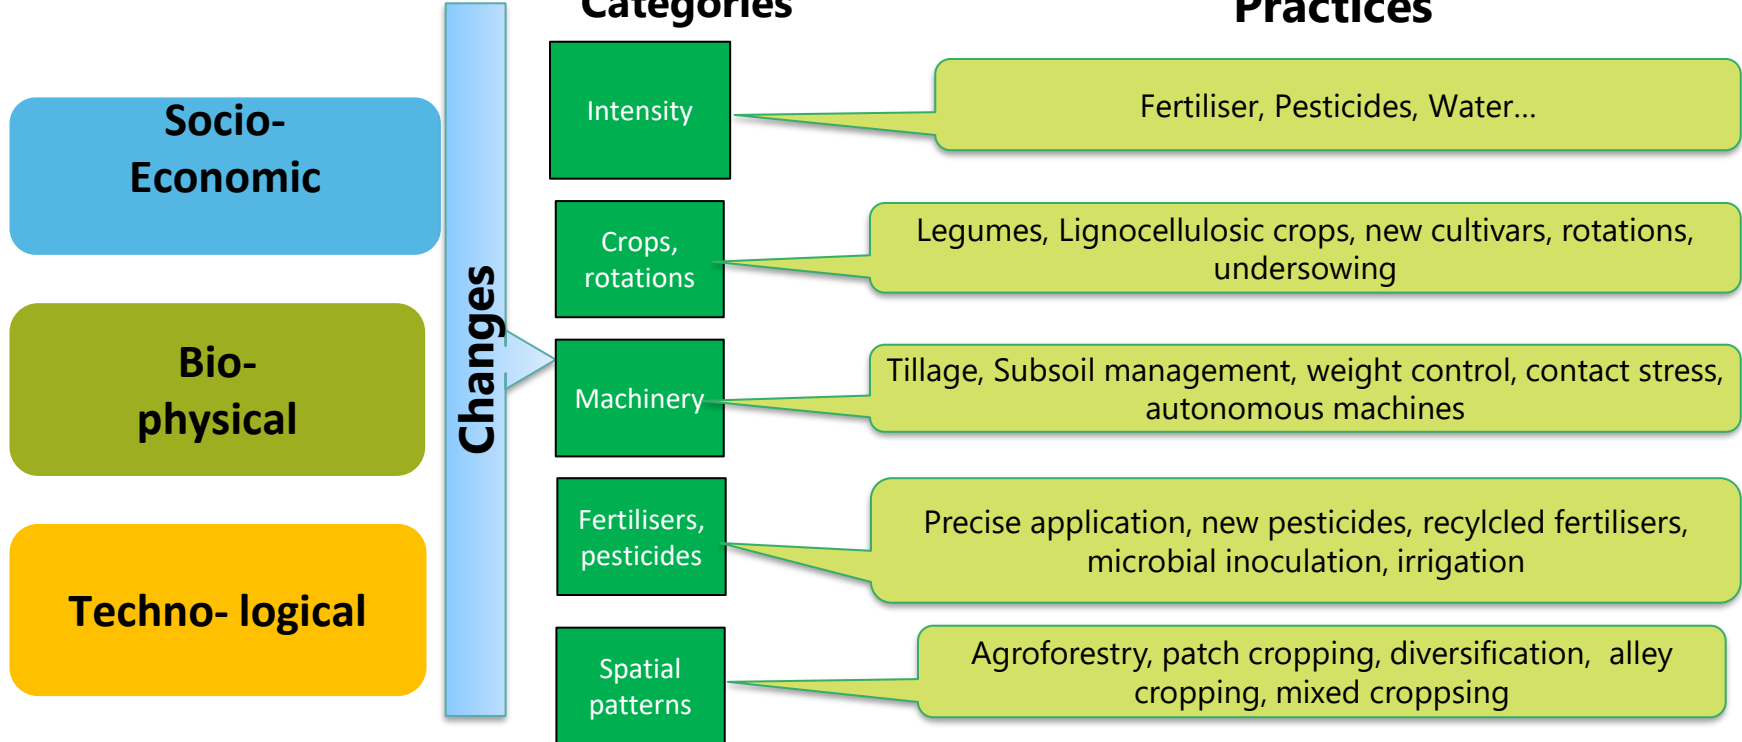 Categories
Practices
Socio-
Economic
Bio-
physical
Techno- logical
Changes
Intensity
Fertiliser, Pesticides, Water...
Crops,
rotations
Legumes, Lignocellulosic crops, new cultivars, rotations,
undersowing
Machinery
Tillage, Subsoil management, weight control, contact stress,
autonomous machines
Fertilisers,
pesticides
Precise application, new pesticides, recylcled fertilisers,
microbial inoculation, irrigation
Spatial
patterns
Agroforestry, patch cropping, diversification,  alley
cropping, mixed croppsing